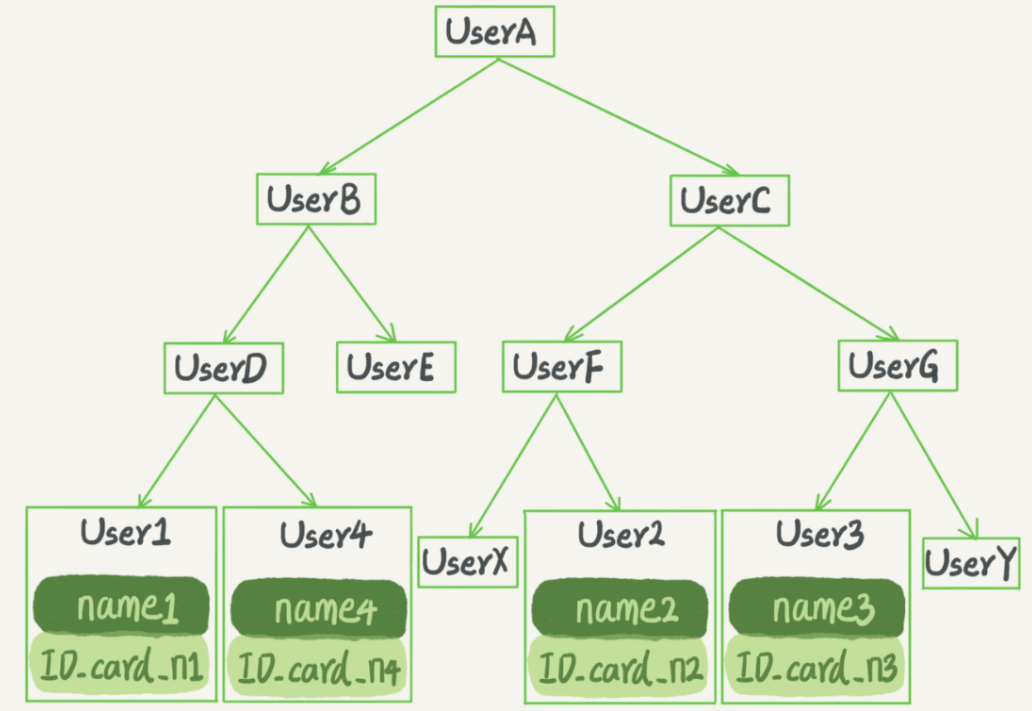 UserA
UserB
UserC
UserD
UserE
UserF
UserG
User1
name1
ID_card_n1
User4
name4
ID_card_n4
UserX
User2
name2
ID_card_n2
User3
name3
ID_card_n3
UserY